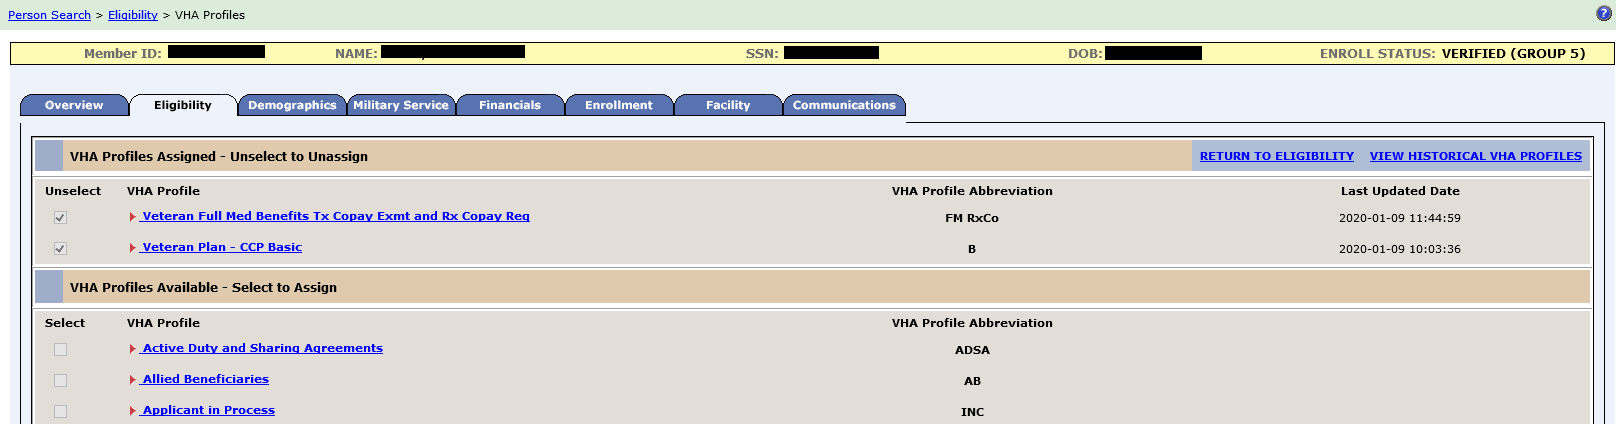 Person Search > Eligibility > VHA Profiles ?
Member ID: NAME: SSN: DOB: ENROLL STATUS: VERIFIED (GROUP 5)
Overview Eligibility Demographics Military Service Financials Enrollment Facility Communications
VHA Profiles Assigned - Unselect to Unassign RETURN TO ELIGIBILITY VIEW HISTORICAL VHA PROFILES
Unselect VHA Profile VHA Profile Abbreviation Last Updated Date
Veteran Full Med Benefits Tx Copay Exmt and Rx Copay Req FM RxCo 2020-01-09 11:44:59
Veteran Plan - CCP Basic B 2020-01-09 10:03:36
VHA Profiles Available - Select to Assign
Select VHA Profile VHA Profile Abbreviation
Active Duty and Sharing Agreements ADSA
Allied Beneficiaries AB
Applicant in Process INC